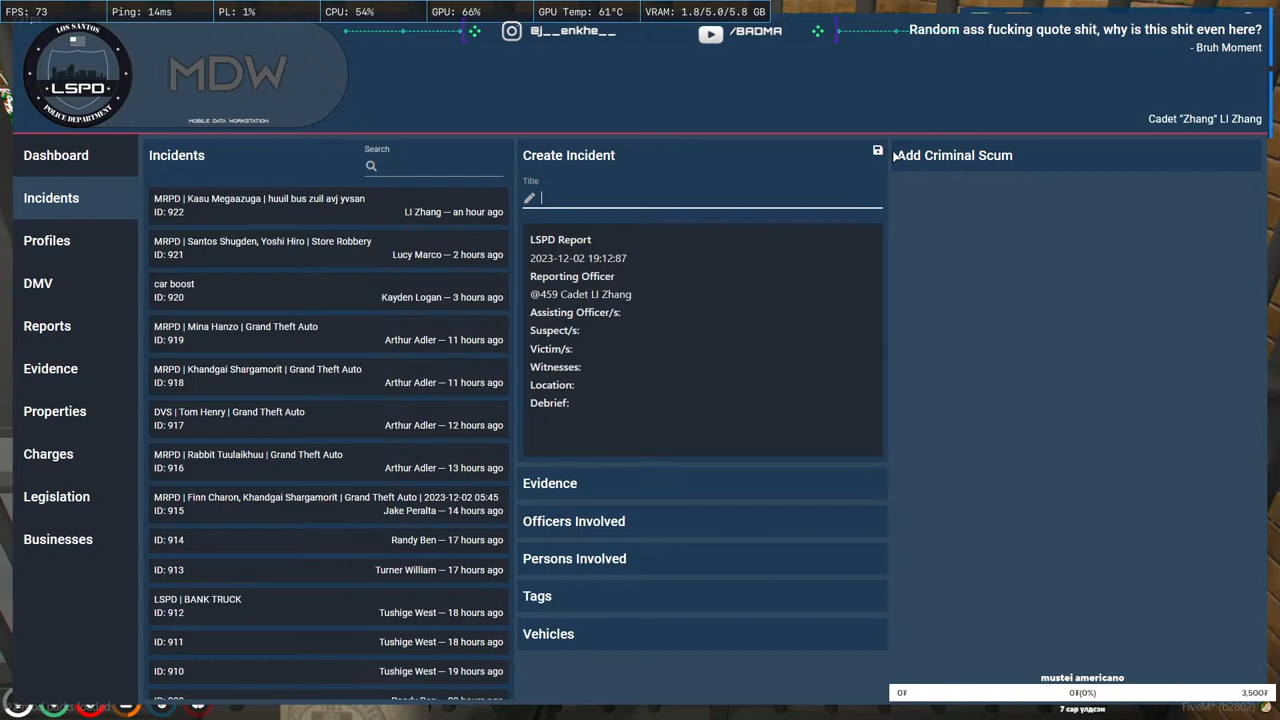 FPS: 73 Ping: 14ms PL: 1% CPU: 54% GPU: 66% GPU Temp: 61°C VRAM: 1.8/5.0/5.8 GB
@j__enkhe__
/BADMA
Random ass fucking quote shit, why is this shit even here?
- Bruh Moment
LOS SANTOS
LSPD
POLICE DEPARTMENT
MDW
MOBILE DATA WORKSTATION
Cadet "Zhang" LI Zhang
Dashboard
Incidents
Profiles
DMV
Reports
Evidence
Properties
Charges
Legislation
Businesses
Incidents
Search
MRPD | Kasu Megaazuga | huuil bus zuil avj yvsan
ID: 922 LI Zhang — an hour ago
MRPD | Santos Shugden, Yoshi Hiro | Store Robbery
ID: 921 Lucy Marco — 2 hours ago
car boost
ID: 920 Kayden Logan — 3 hours ago
MRPD | Mina Hanzo | Grand Theft Auto
ID: 919 Arthur Adler — 11 hours ago
MRPD | Khandgai Shargamorit | Grand Theft Auto
ID: 918 Arthur Adler — 11 hours ago
DVS | Tom Henry | Grand Theft Auto
ID: 917 Arthur Adler — 12 hours ago
MRPD | Rabbit Tuulaikhuu | Grand Theft Auto
ID: 916 Arthur Adler — 13 hours ago
MRPD | Finn Charon, Khandgai Shargamorit | Grand Theft Auto | 2023-12-02 05:45
ID: 915 Jake Peralta — 14 hours ago
ID: 914 Randy Ben — 17 hours ago
ID: 913 Turner William — 17 hours ago
LSPD | BANK TRUCK
ID: 912 Tushige West — 18 hours ago
ID: 911 Tushige West — 18 hours ago
ID: 910 Tushige West — 19 hours ago
Create Incident
Title
LSPD Report
2023-12-02 19:12:87
Reporting Officer
@459 Cadet LI Zhang
Assisting Officer/s:
Suspect/s:
Victim/s:
Witnesses:
Location:
Debrief:
Evidence
Officers Involved
Persons Involved
Tags
Vehicles
Add Criminal Scum
mustei americano
0₮ 0₮(0%) 3,500₮
7 сар үлдсэн
FiveM* (b2802)